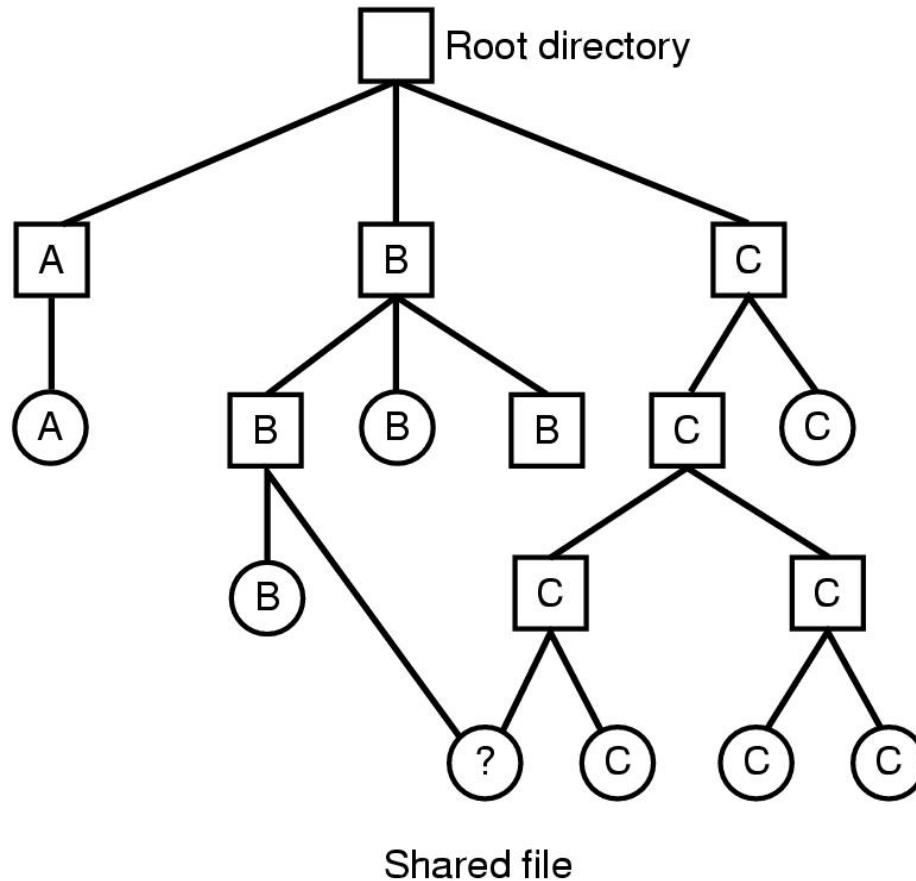 Root directory
A B C
A B B B C C
B C C
? C C C
Shared file